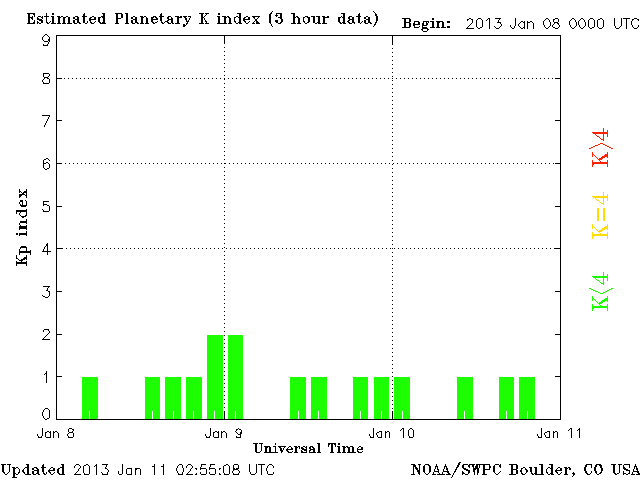 Estimated Planetary K index (3 hour data) Begin: 2013 Jan 08 0000 UTC
9
8
7
6
5
4
3
2
1
0
Kp index
K>4
K=4
K<4
Jan 8 Jan 9 Jan 10 Jan 11
Universal Time
Updated 2013 Jan 11 02:55:08 UTC NOAA/SWPC Boulder, CO USA